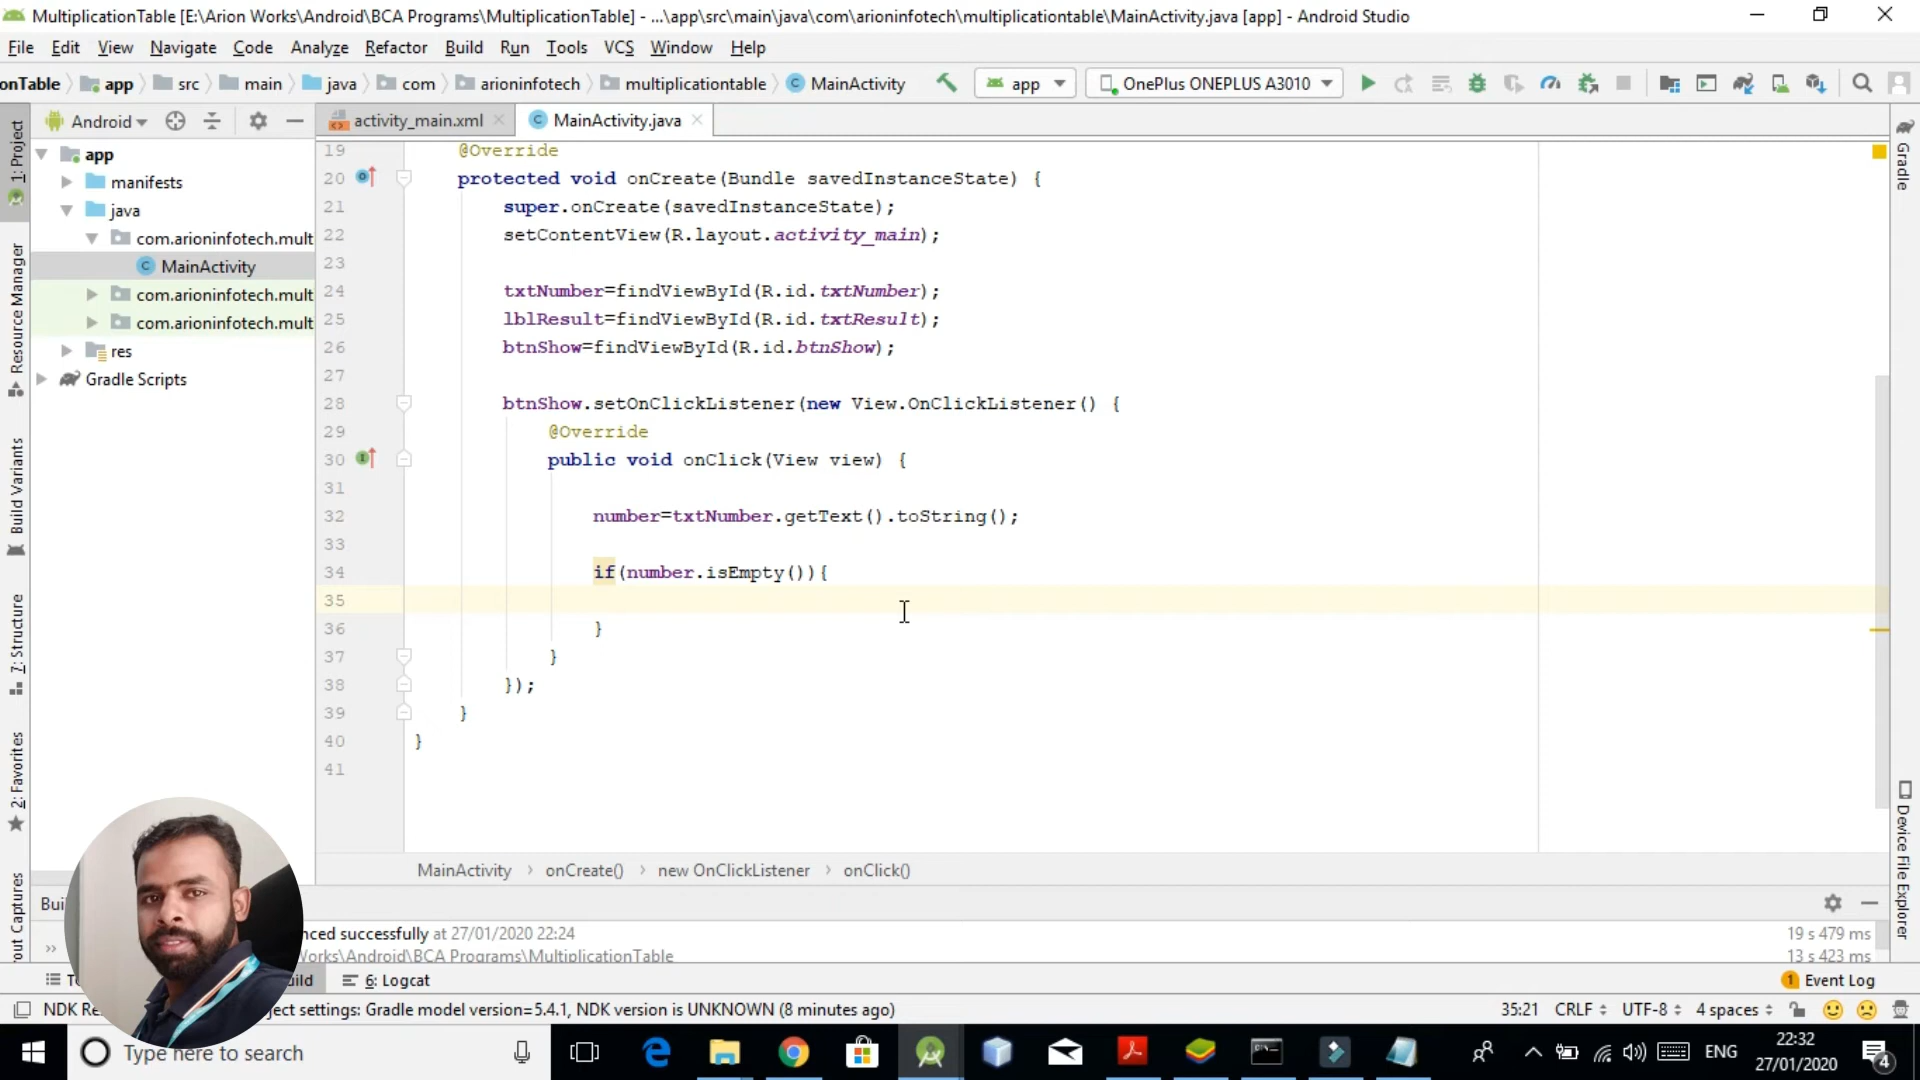 MultiplicationTable [E:\Arion Works\Android\BCA Programs\MultiplicationTable] - ...\app\src\main\java\com\arioninfotech\multiplicationtable\MainActivity.java [app] - Android Studio
File Edit View Navigate Code Analyze Refactor Build Run Tools VCS Window Help
onTable app src main java com arioninfotech multiplicationtable MainActivity app OnePlus ONEPLUS A3010
Android activity_main.xml MainActivity.java
1: Project
Resource Manager
Build Variants
7: Structure
2: Favorites
out Captures
app
manifests
java
com.arioninfotech.mult
MainActivity
com.arioninfotech.mult
com.arioninfotech.mult
res
Gradle Scripts
19 @Override
20 protected void onCreate(Bundle savedInstanceState) {
21 super.onCreate(savedInstanceState);
22 setContentView(R.layout.activity_main);
23
24 txtNumber=findViewById(R.id.txtNumber);
25 lblResult=findViewById(R.id.txtResult);
26 btnShow=findViewById(R.id.btnShow);
27
28 btnShow.setOnClickListener(new View.OnClickListener() {
29 @Override
30 public void onClick(View view) {
31
32 number=txtNumber.getText().toString();
33
34 if(number.isEmpty()){
35
36 }
37 }
38 });
39 }
40 }
41
Gradle
Device File Explorer
MainActivity › onCreate() › new OnClickListener › onClick()
Bui
nced successfully at 27/01/2020 22:24 19 s 479 ms
Works\Android\BCA Programs\MultiplicationTable 13 s 423 ms
T ild 6: Logcat 1 Event Log
NDK Re ject settings: Gradle model version=5.4.1, NDK version is UNKNOWN (8 minutes ago) 35:21 CRLF UTF-8 4 spaces
Type here to search ENG 22:32
27/01/2020 4